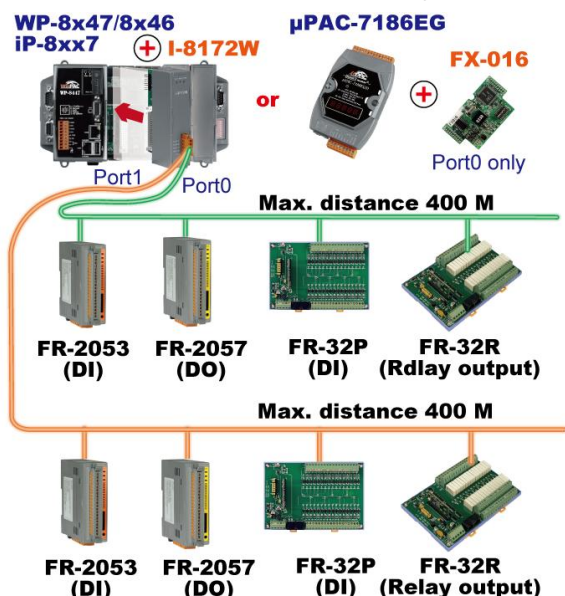 WP-8x47/8x46
iP-8xx7
I-8172W
or
µPAC-7186EG
FX-016
Port0 only
WP-8447
Port1
Port0
Max. distance 400 M
FR-2053
(DI)
FR-2057
(DO)
FR-32P
(DI)
FR-32R
(Rdlay output)
Max. distance 400 M
FR-2053
(DI)
FR-2057
(DO)
FR-32P
(DI)
FR-32R
(Relay output)